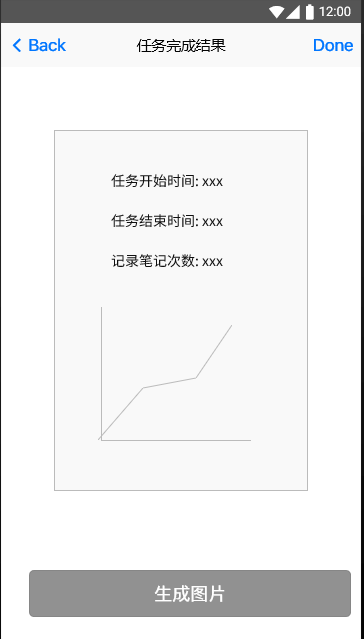 12:00
Back
任务完成结果
Done
任务开始时间: xxx
任务结束时间: xxx
记录笔记次数: xxx
生成图片